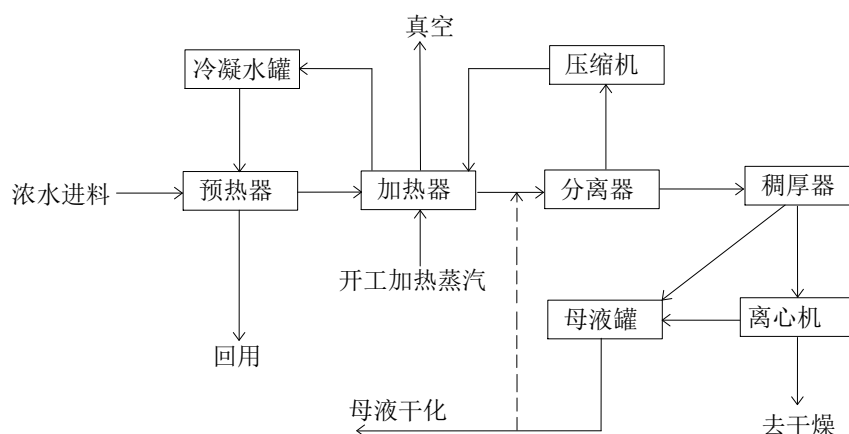 真空
冷凝水罐
压缩机
浓水进料
预热器
加热器
分离器
稠厚器
开工加热蒸汽
母液罐
离心机
回用
母液干化
去干燥